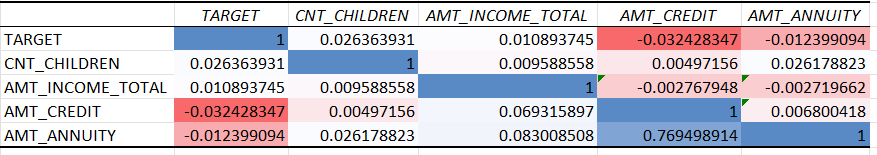 TARGET CNT_CHILDREN AMT_INCOME_TOTAL AMT_CREDIT AMT_ANNUITY
TARGET 1 0.026363931 0.010893745 -0.032428347 -0.012399094
CNT_CHILDREN 0.026363931 1 0.009588558 0.00497156 0.026178823
AMT_INCOME_TOTAL 0.010893745 0.009588558 1 -0.002767948 -0.002719662
AMT_CREDIT -0.032428347 0.00497156 0.069315897 1 0.006800418
AMT_ANNUITY -0.012399094 0.026178823 0.083008508 0.769498914 1